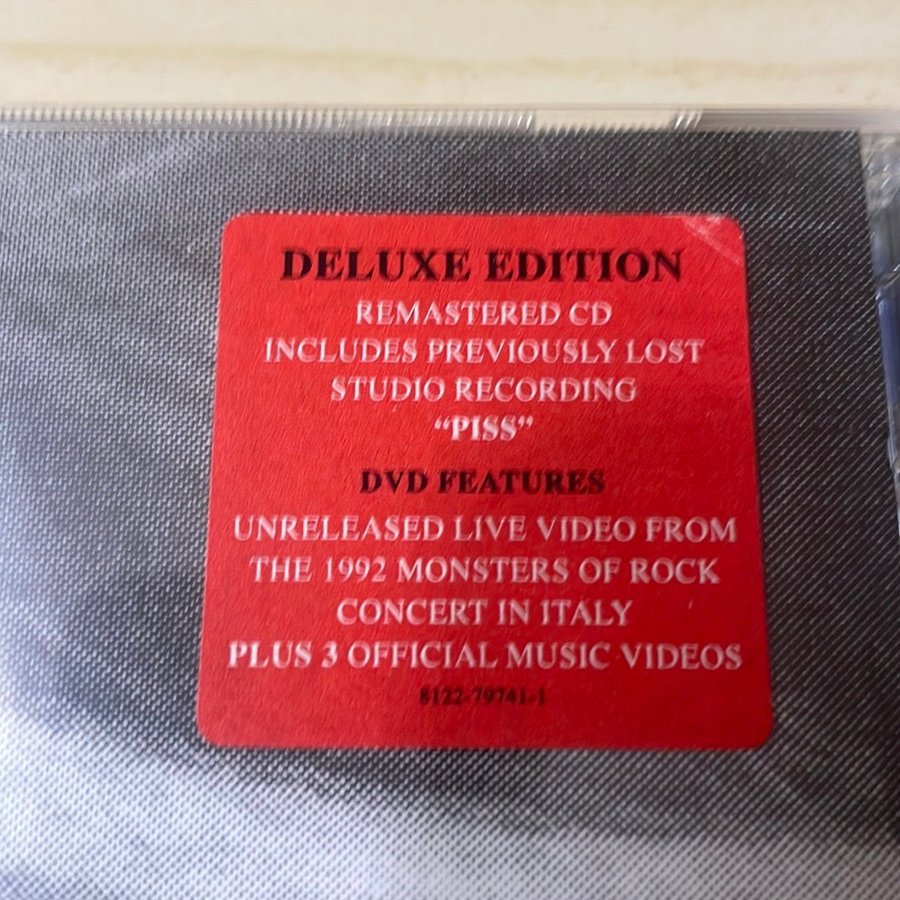 DELUXE EDITION
REMASTERED CD
INCLUDES PREVIOUSLY LOST
STUDIO RECORDING
“PISS”
DVD FEATURES
UNRELEASED LIVE VIDEO FROM
THE 1992 MONSTERS OF ROCK
CONCERT IN ITALY
PLUS 3 OFFICIAL MUSIC VIDEOS
8122-79741-1